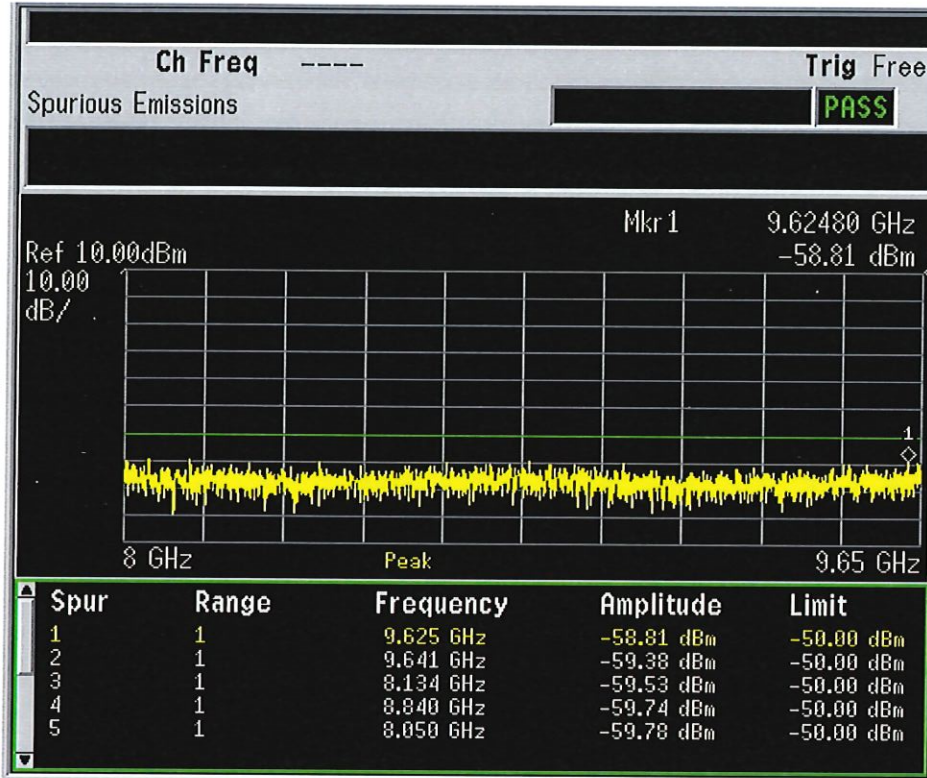 Ch Freq ---- Trig Free
Spurious Emissions PASS
Mkr1 9.62480 GHz
Ref 10.00dBm -58.81 dBm
10.00
dB/
1
8 GHz Peak 9.65 GHz
Spur Range Frequency Amplitude Limit
1 1 9.625 GHz -58.81 dBm -50.00 dBm
2 1 9.641 GHz -59.38 dBm -50.00 dBm
3 1 8.134 GHz -59.53 dBm -50.00 dBm
4 1 8.840 GHz -59.74 dBm -50.00 dBm
5 1 8.050 GHz -59.78 dBm -50.00 dBm